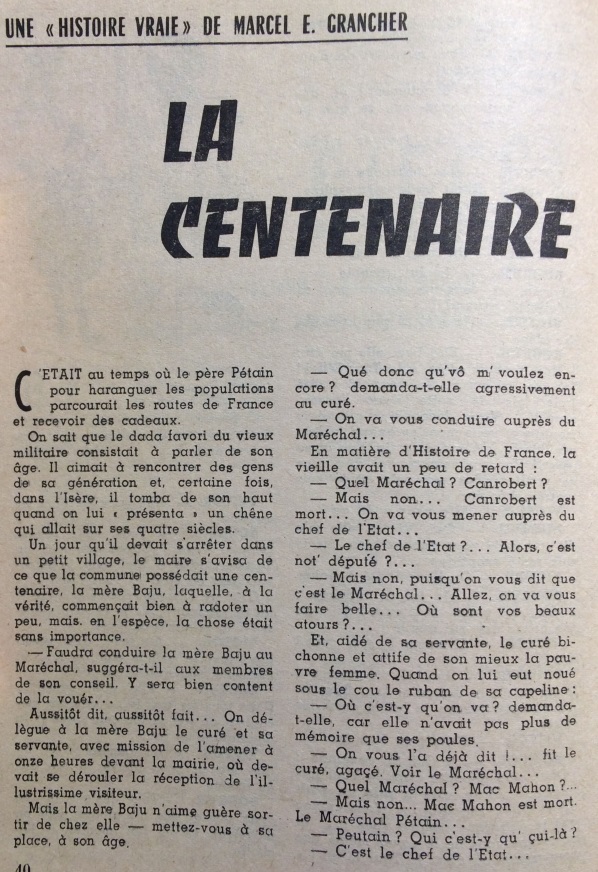 UNE « HISTOIRE VRAIE » DE MARCEL E. GRANCHER
LA
CENTENAIRE
C'ETAIT au temps où le père Pétain
pour haranguer les populations
parcourait les routes de France
et recevoir des cadeaux.
On sait que le dada favori du vieux
militaire consistait à parler de son
âge. Il aimait à rencontrer des gens
de sa génération et, certaine fois,
dans l'Isère, il tomba de son haut
quand on lui « présenta » un chêne
qui allait sur ses quatre siècles.
Un jour qu'il devait s'arrêter dans
un petit village, le maire s'avisa de
ce que la commune possédait une cen-
tenaire, la mère Baju, laquelle, à la
vérité, commençait bien à radoter un
peu, mais, en l'espèce, la chose était
sans importance.
— Faudra conduire la mère Baju au
Maréchal, suggéra-t-il aux membres
de son conseil. Y sera bien content
de la vouér...
Aussitôt dit, aussitôt fait... On dé-
lègue à la mère Baju le curé et sa
servante, avec mission de l'amener à
onze heures devant la mairie, où de-
vait se dérouler la réception de l'il-
lustrissime visiteur.
Mais la mère Baju n'aime guère sor-
tir de chez elle — mettez-vous à sa
place, à son âge.
— Qué donc qu'vô m' voulez en-
core ? demanda-t-elle agressivement
au curé.
— On va vous conduire auprès du
Maréchal...
En matière d'Histoire de France, la
vieille avait un peu de retard :
— Quel Maréchal ? Canrobert ?
— Mais non... Canrobert est
mort... On va vous mener auprès du
chef de l'Etat...
— Le chef de l'Etat ?... Alors, c'est
not' député ?...
— Mais non, puisqu'on vous dit que
c'est le Maréchal... Allez, on va vous
faire belle... Où sont vos beaux
atours ?...
Et, aidé de sa servante, le curé bi-
chonne et attife de son mieux la pau-
vre femme. Quand on lui eut noué
sous le cou le ruban de sa capeline :
— Où c'est-y qu'on va ? demanda-
t-elle, car elle n'avait pas plus de
mémoire que ses poules.
— On vous l'a déjà dit !... fit le
curé, agaçé. Voir le Maréchal...
— Quel Maréchal ? Mac Mahon ?...
— Mais non... Mac Mahon est mort.
Le Maréchal Pétain...
— Peutain ? Qui c'est-y qu' çui-là ?
— C'est le chef de l'Etat...
40